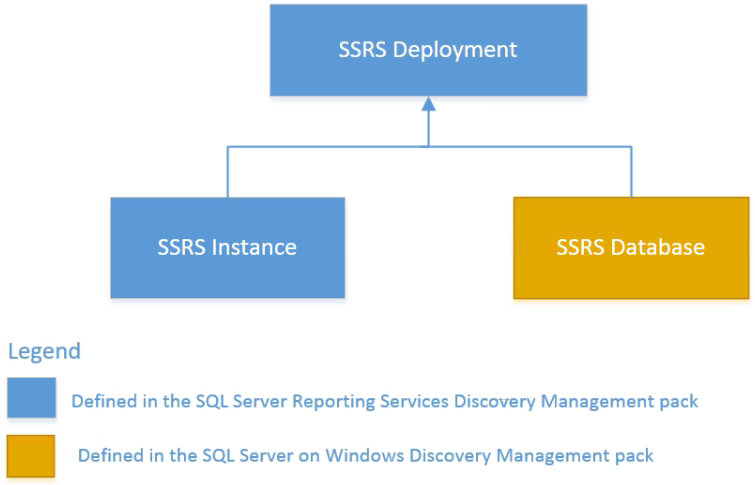 SSRS Deployment
SSRS Instance
SSRS Database
Legend
Defined in the SQL Server Reporting Services Discovery Management pack
Defined in the SQL Server on Windows Discovery Management pack